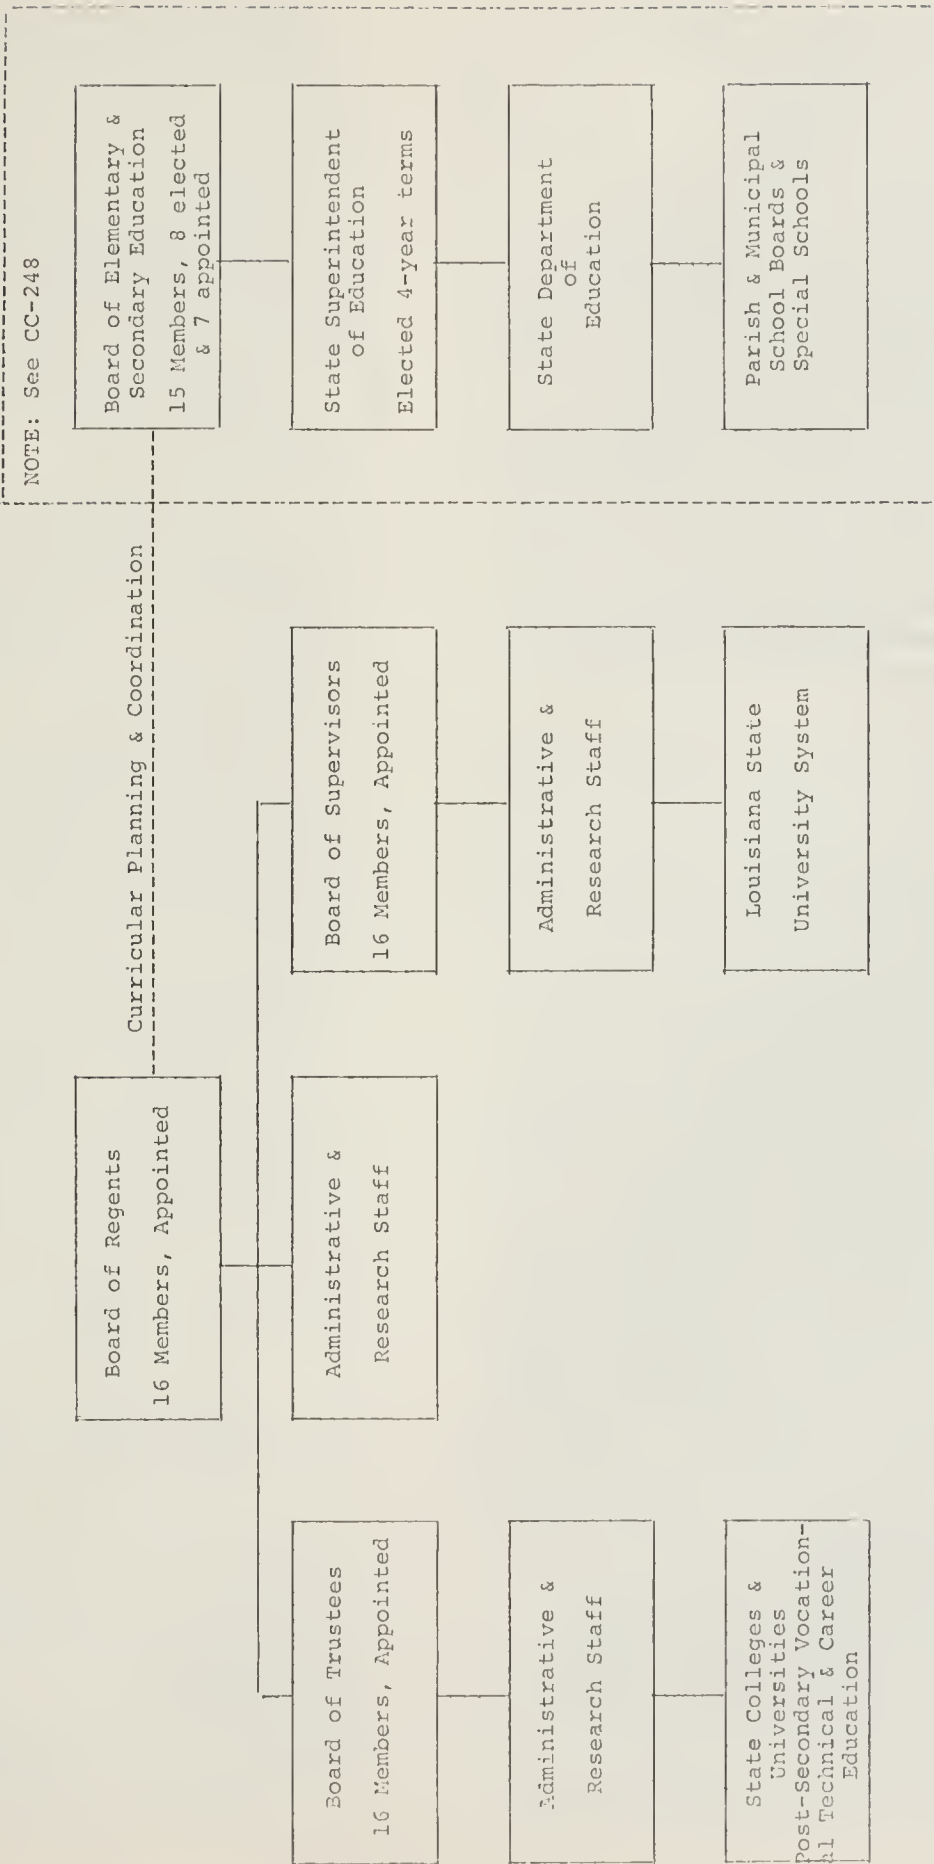 NOTE: See CC-248
Board of Regents
16 Members, Appointed
Curricular Planning & Coordination
Board of Elementary &
Secondary Education
15 Members, 8 elected
& 7 appointed
Board of Trustees
16 Members, Appointed
Administrative &
Research Staff
Board of Supervisors
16 Members, Appointed
State Superintendent
of Education
Elected 4-year terms
Administrative &
Research Staff
Administrative &
Research Staff
State Department
of
Education
State Colleges &
Universities
Post-Secondary Vocation-
al Technical & Career
Education
Louisiana State
University System
Parish & Municipal
School Boards &
Special Schools